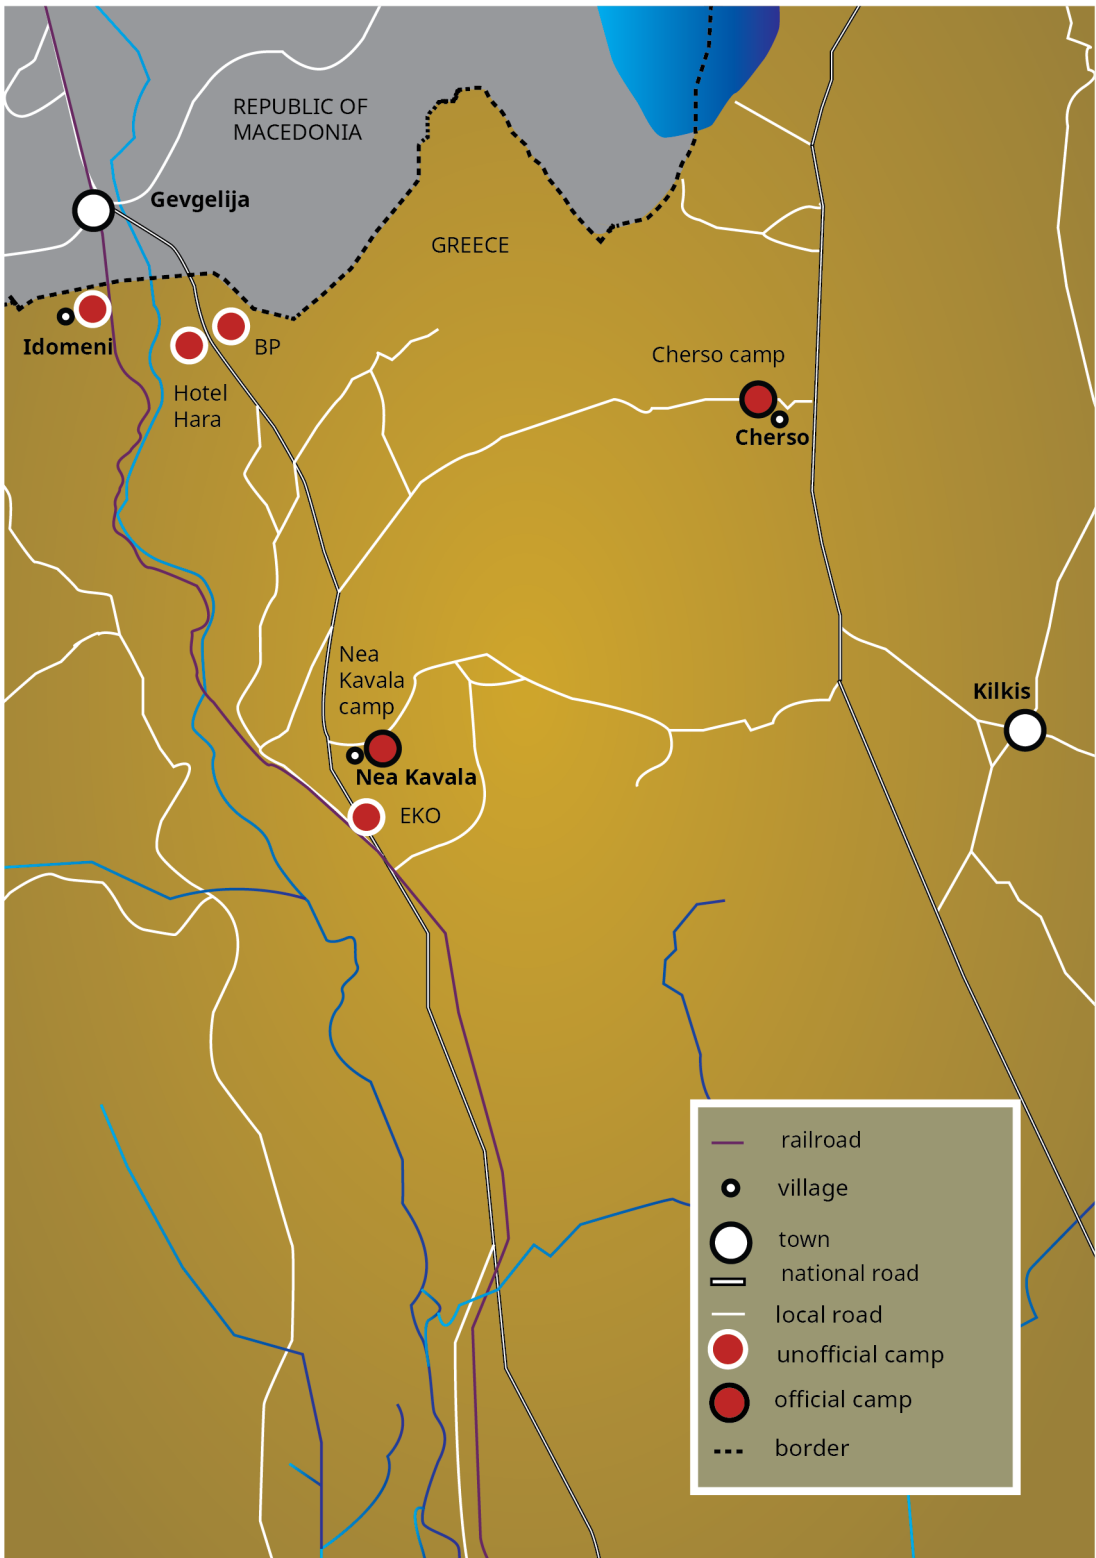 REPUBLIC OF
MACEDONIA
Gevgelija
GREECE
Idomeni
BP
Hotel
Hara
Cherso camp
Cherso
Nea
Kavala
camp
Nea Kavala
EKO
Kilkis
railroad
village
town
national road
local road
unofficial camp
official camp
border